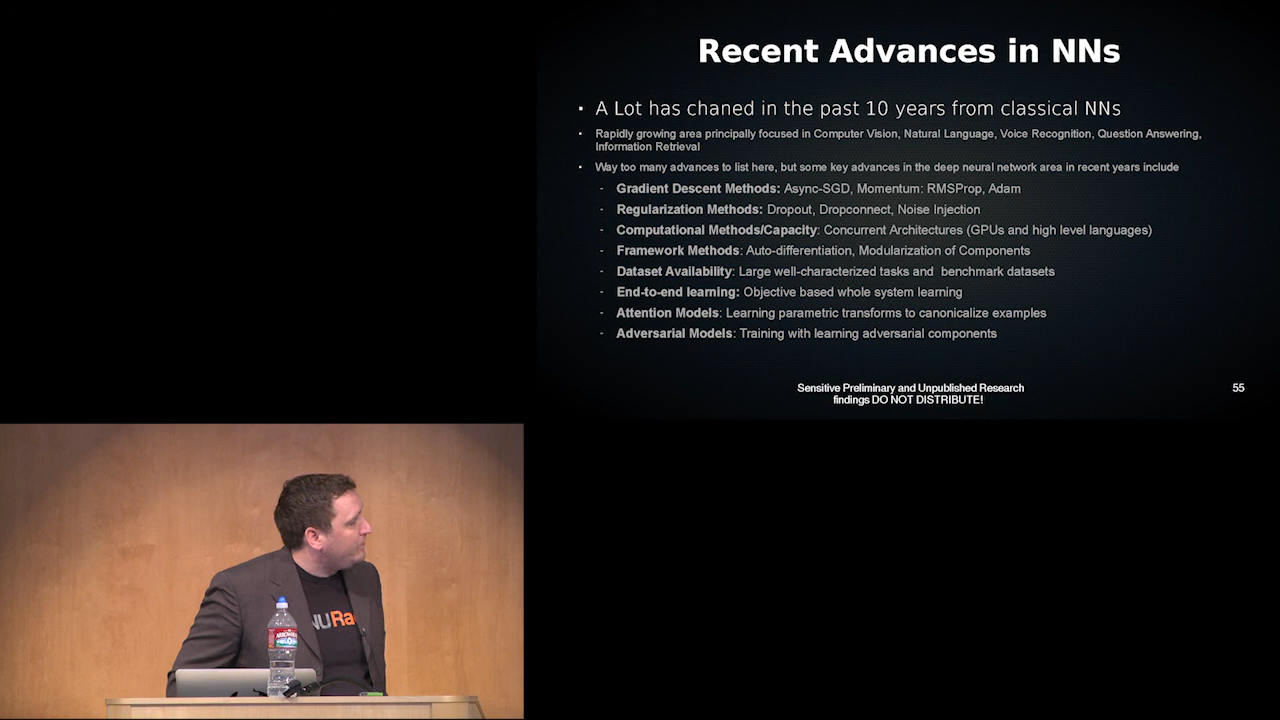 Recent Advances in NNs
▪ A Lot has chaned in the past 10 years from classical NNs
▪ Rapidly growing area principally focused in Computer Vision, Natural Language, Voice Recognition, Question Answering,
Information Retrieval
▪ Way too many advances to list here, but some key advances in the deep neural network area in recent years include
- Gradient Descent Methods: Async-SGD, Momentum: RMSProp, Adam
- Regularization Methods: Dropout, Dropconnect, Noise Injection
- Computational Methods/Capacity: Concurrent Architectures (GPUs and high level languages)
- Framework Methods: Auto-differentiation, Modularization of Components
- Dataset Availability: Large well-characterized tasks and benchmark datasets
- End-to-end learning: Objective based whole system learning
- Attention Models: Learning parametric transforms to canonicalize examples
- Adversarial Models: Training with learning adversarial components
Sensitive Preliminary and Unpublished Research
findings DO NOT DISTRIBUTE!
55
NURa